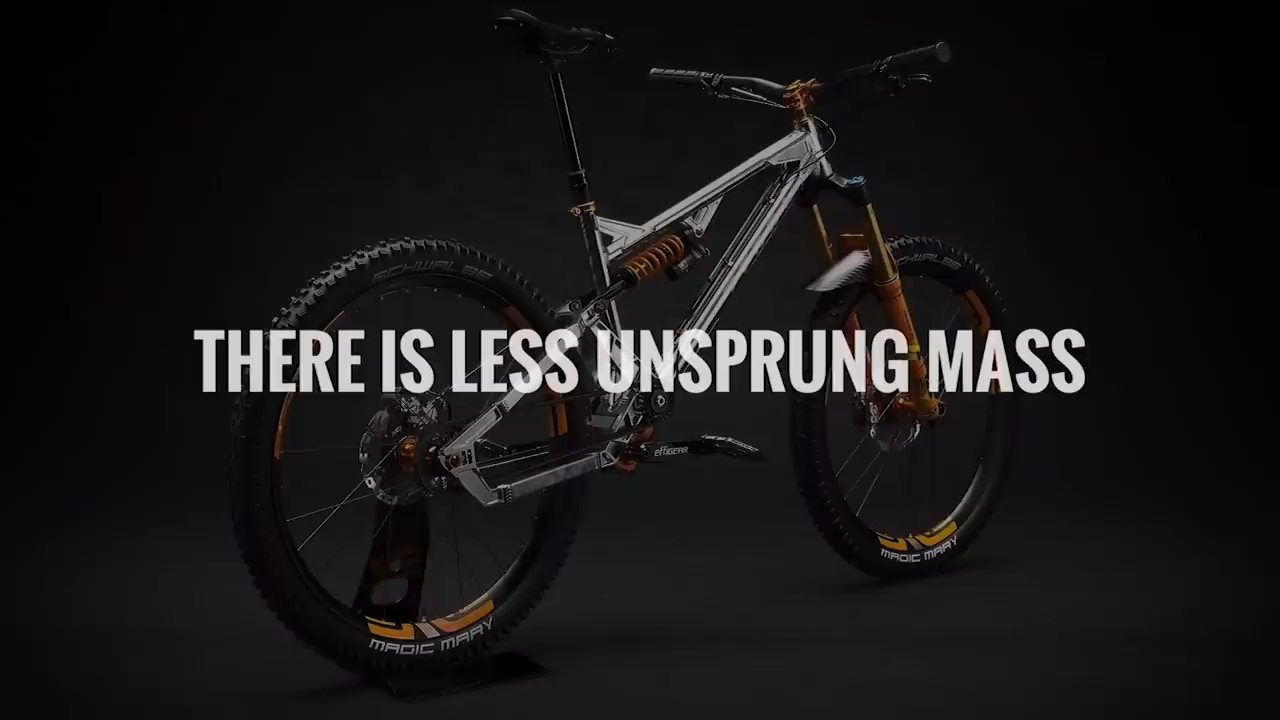 SCHWALBE
SCHWALBE
THERE IS LESS UNSPRUNG MASS
effiGEAR
MAGIC MARY
MAGIC MARY